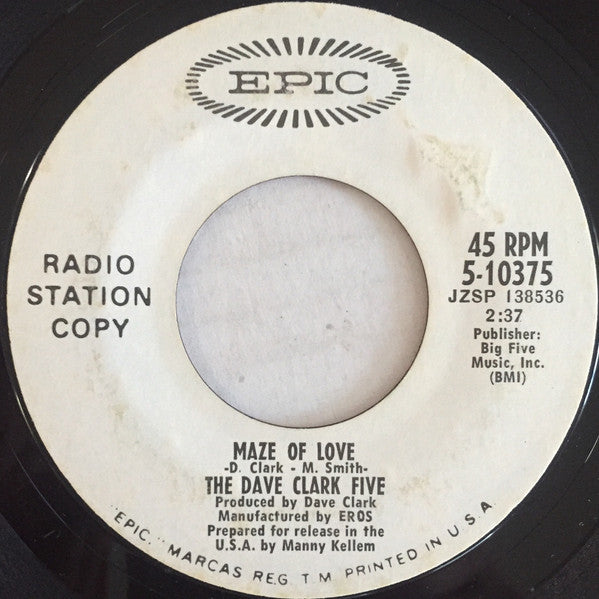 EPIC
RADIO
STATION
COPY
45 RPM
5-10375
JZSP 138536
2:37
Publisher:
Big Five
Music, Inc.
(BMI)
MAZE OF LOVE
-D. Clark - M. Smith-
THE DAVE CLARK FIVE
Produced by Dave Clark
Manufactured by EROS
Prepared for release in the
U.S.A. by Manny Kellem
"EPIC," MARCAS REG. T M PRINTED IN U.S.A.